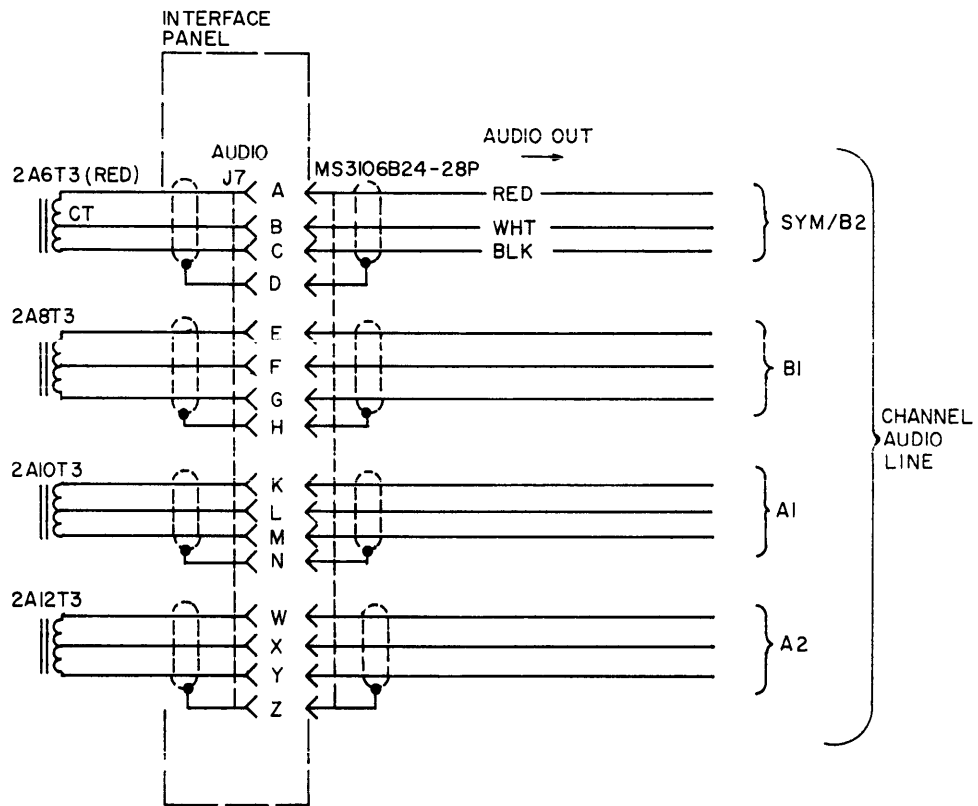 INTERFACE
PANEL
AUDIO OUT
AUDIO
J7
MS3106B24-28P
2A6T3 (RED)
CT
A
RED
B
WHT
C
BLK
D
SYM/B2
2A8T3
E
F
G
H
B1
CHANNEL
AUDIO
LINE
2A10T3
K
L
M
N
A1
2A12T3
W
X
Y
Z
A2